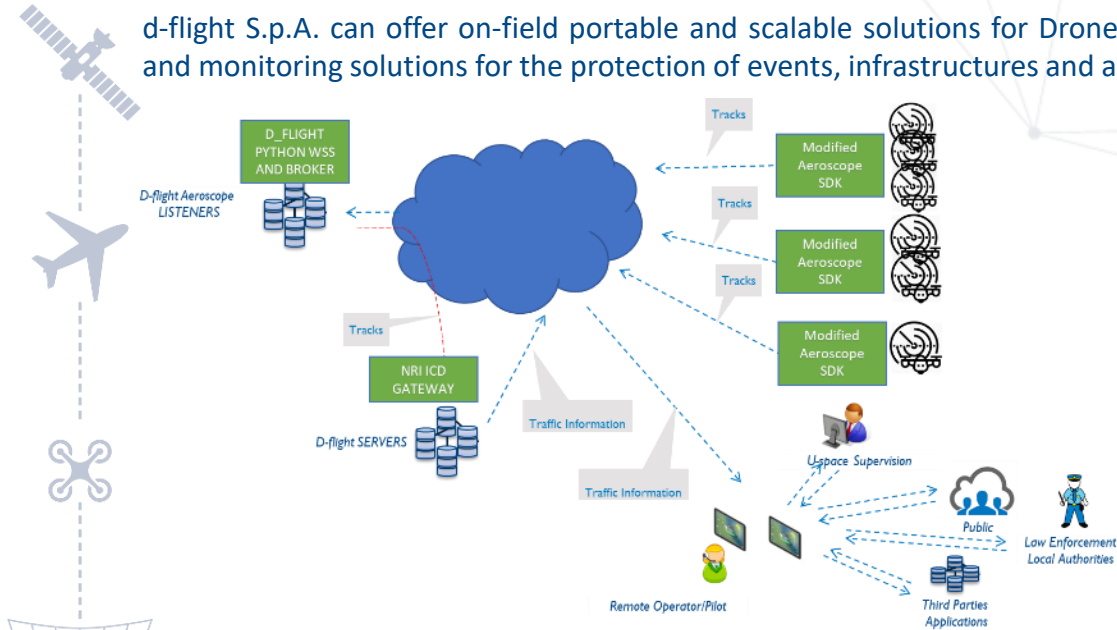 d-flight S.p.A. can offer on-field portable and scalable solutions for Drone
and monitoring solutions for the protection of events, infrastructures and a
Tracks
D_FLIGHT
PYTHON WSS
AND BROKER
Modified
Aeroscope
SDK
D-flight Aeroscope
LISTENERS
Tracks
Modified
Aeroscope
SDK
Tracks
Tracks
Modified
Aeroscope
SDK
NRI ICD
GATEWAY
D-flight SERVERS
Traffic Information
U-space Supervision
Traffic Information
Public
Law Enforcement
Local Authorities
Remote Operator/Pilot
Third Parties
Applications